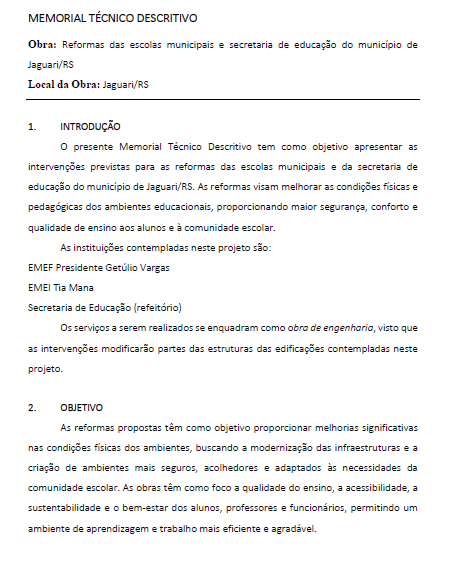 MEMORIAL TÉCNICO DESCRITIVO
Obra: Reformas das escolas municipais e secretaria de educação do município de
Jaguari/RS
Local da Obra: Jaguari/RS
1. INTRODUÇÃO
O presente Memorial Técnico Descritivo tem como objetivo apresentar as
intervenções previstas para as reformas das escolas municipais e da secretaria de
educação do município de Jaguari/RS. As reformas visam melhorar as condições físicas e
pedagógicas dos ambientes educacionais, proporcionando maior segurança, conforto e
qualidade de ensino aos alunos e à comunidade escolar.
As instituições contempladas neste projeto são:
EMEF Presidente Getúlio Vargas
EMEI Tia Mana
Secretaria de Educação (refeitório)
Os serviços a serem realizados se enquadram como obra de engenharia, visto que
as intervenções modificarão partes das estruturas das edificações contempladas neste
projeto.
2. OBJETIVO
As reformas propostas têm como objetivo proporcionar melhorias significativas
nas condições físicas dos ambientes, buscando a modernização das infraestruturas e a
criação de ambientes mais seguros, acolhedores e adaptados às necessidades da
comunidade escolar. As obras têm como foco a qualidade do ensino, a acessibilidade, a
sustentabilidade e o bem-estar dos alunos, professores e funcionários, permitindo um
ambiente de aprendizagem e trabalho mais eficiente e agradável.